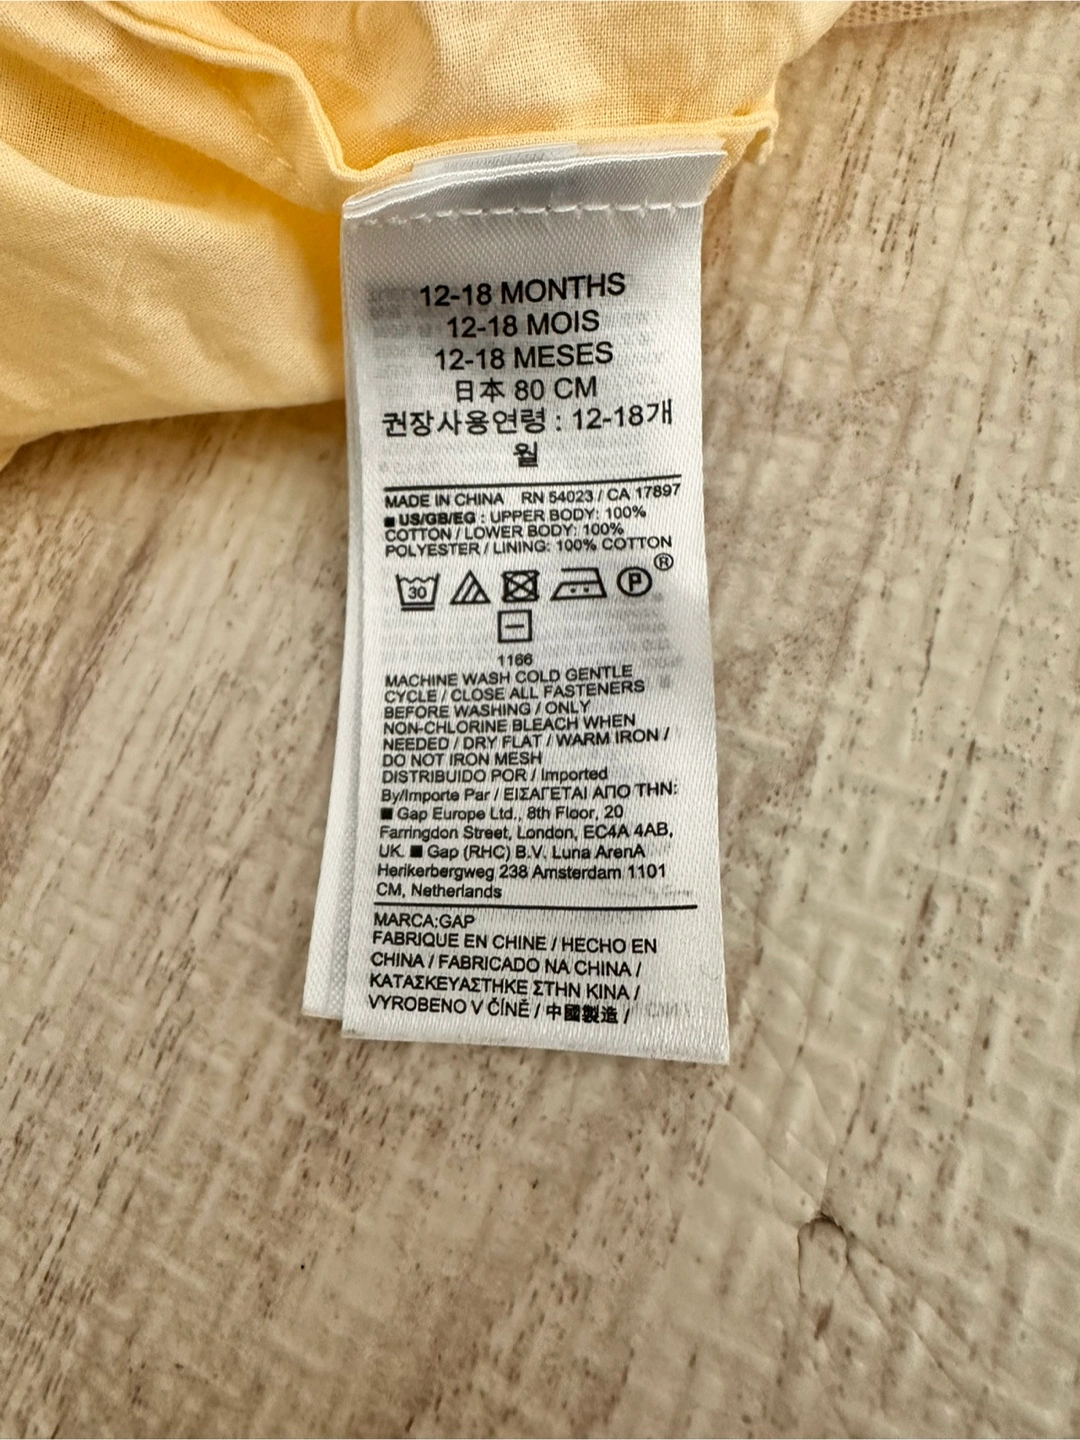 12-18 MONTHS
12-18 MOIS
12-18 MESES
日本 80 CM
권장사용연령 : 12-18개
월
MADE IN CHINA RN 54023 / CA 17897
■ US/GB/EG : UPPER BODY: 100%
COTTON / LOWER BODY: 100%
POLYESTER / LINING: 100% COTTON
30 P ®
1166
MACHINE WASH COLD GENTLE
CYCLE / CLOSE ALL FASTENERS
BEFORE WASHING / ONLY
NON-CHLORINE BLEACH WHEN
NEEDED / DRY FLAT / WARM IRON /
DO NOT IRON MESH
DISTRIBUIDO POR / Imported
By/Importe Par / ΕΙΣΑΓΕΤΑΙ ΑΠΟ ΤΗΝ:
■ Gap Europe Ltd., 8th Floor, 20
Farringdon Street, London, EC4A 4AB,
UK. ■ Gap (RHC) B.V. Luna ArenA
Herikerbergweg 238 Amsterdam 1101
CM, Netherlands
MARCA:GAP
FABRIQUE EN CHINE / HECHO EN
CHINA / FABRICADO NA CHINA /
ΚΑΤΑΣΚΕΥΑΣΤΗΚΕ ΣΤΗΝ ΚΙΝΑ /
VYROBENO V ČÍNĚ / 中國製造 /